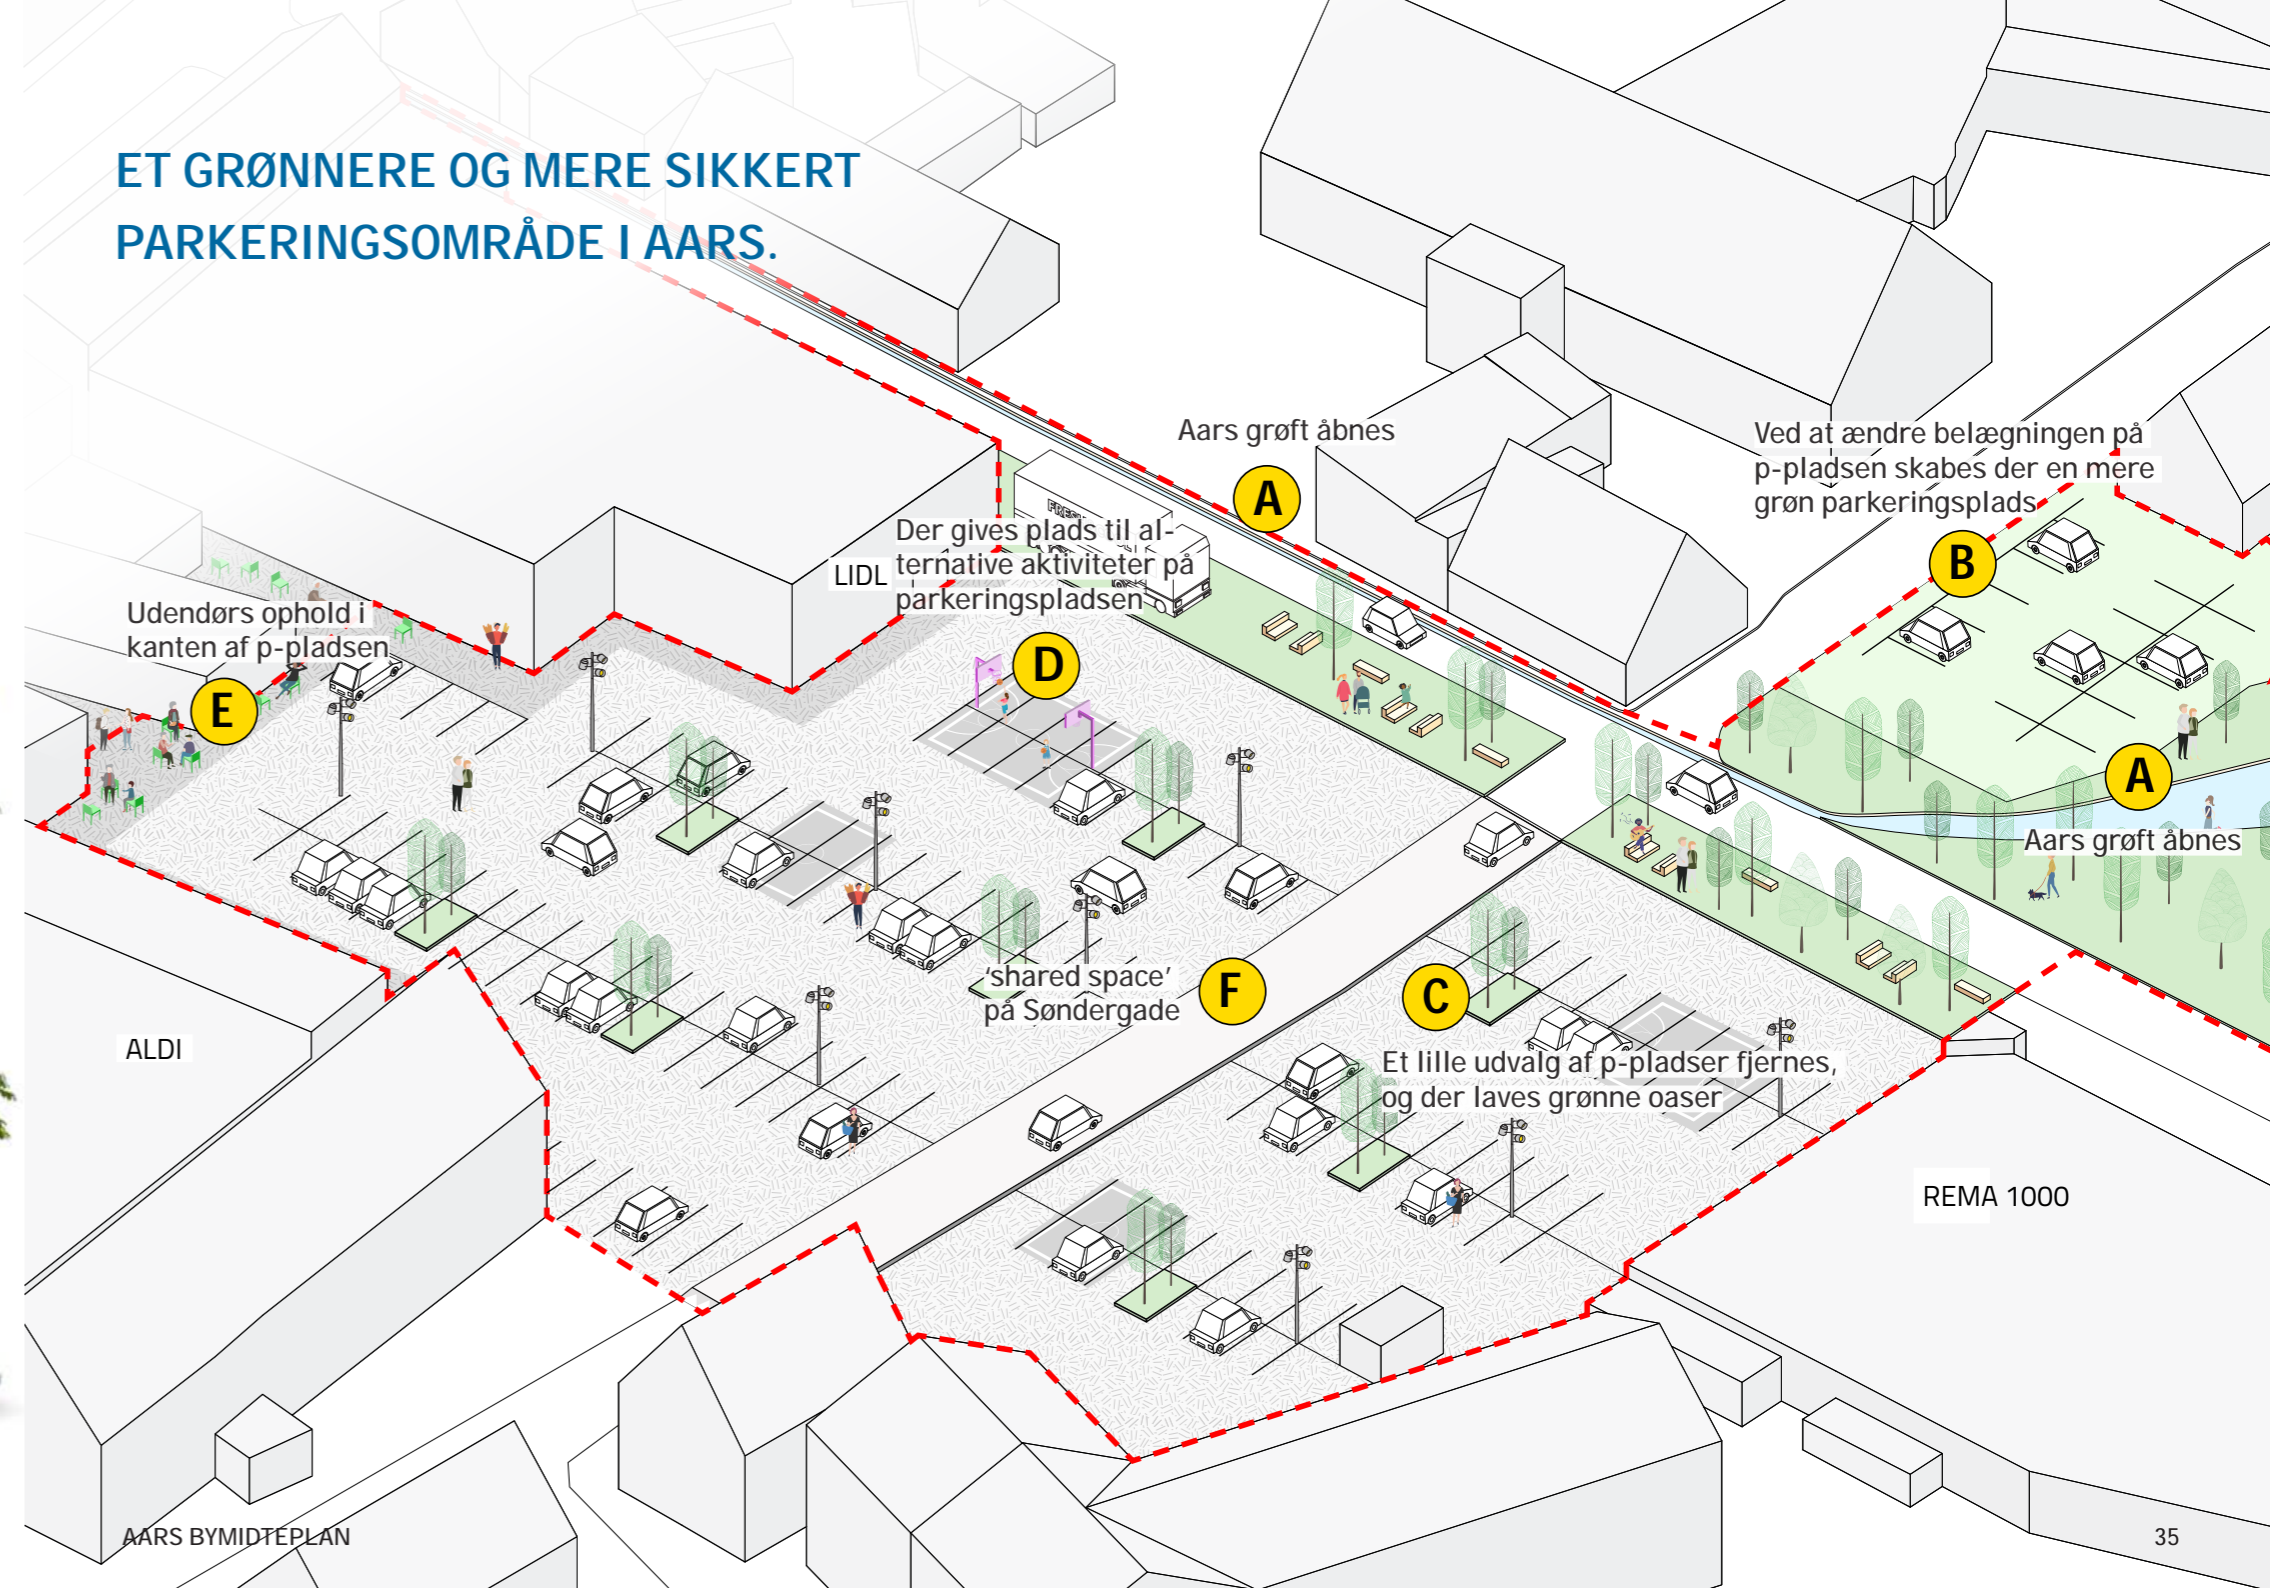 ET GRØNNERE OG MERE SIKKERT
PARKERINGSOMRÅDE I AARS.
Aars grøft åbnes
A
Ved at ændre belægningen på
p-pladsen skabes der en mere
grøn parkeringsplads
B
Der gives plads til al-
ternative aktiviteter på
parkeringspladsen
D
LIDL
Udendørs ophold i
kanten af p-pladsen
E
A
Aars grøft åbnes
'shared space'
på Søndergade
F
C
Et lille udvalg af p-pladser fjernes,
og der laves grønne oaser
ALDI
REMA 1000
AARS BYMIDTEPLAN
35